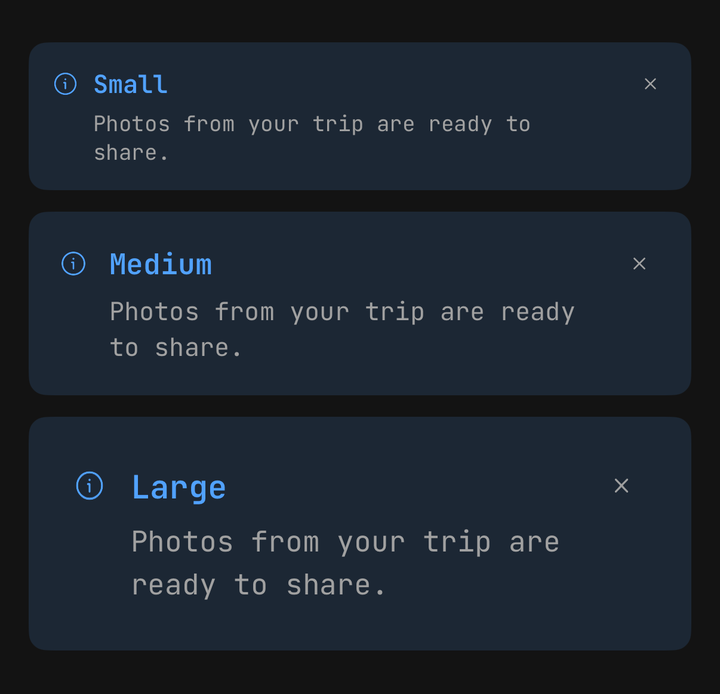 Small
Photos from your trip are ready to
share.
Medium
Photos from your trip are ready
to share.
Large
Photos from your trip are
ready to share.